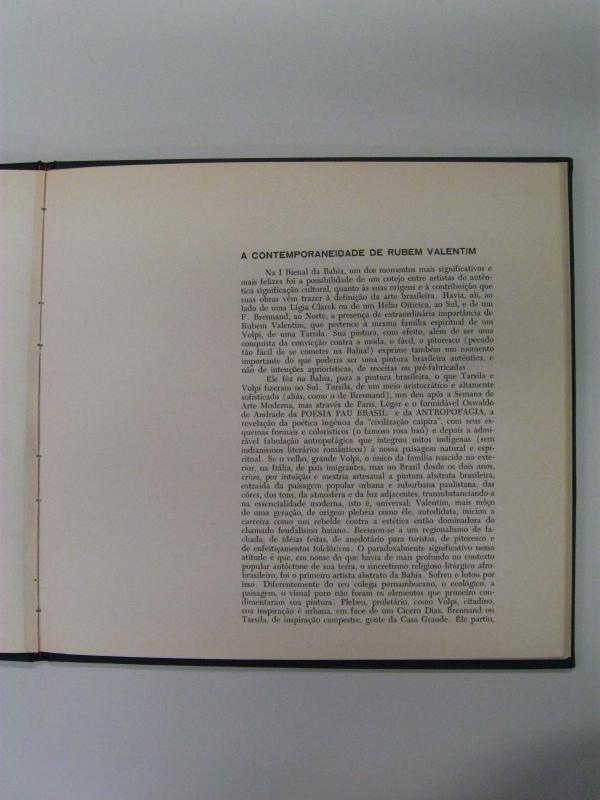 A CONTEMPORANEIDADE DE RUBEM VALENTIM
Na I Bienal da Bahia, um dos momentos mais significativos e
mais felizes foi a possibilidade de um cotejo entre artistas de autên-
tica significação cultural, quanto às suas origens e à contribuição que
suas obras vêm trazer à definição da arte brasileira. Havia, ali, ao
lado de uma Lígia Clarck ou de um Hélio Oiticica, ao Sul, e de um
F. Brennand, ao Norte, a presença de extraordinária importância de
Rubem Valentim, que pertence à mesma família espiritual de um
Volpi, de uma Tarsila. Sua pintura, com efeito, além de ser uma
conquista da convicção contra a moda, o fácil, o pitoresco (pecado
tão fácil de se cometer na Bahia!) exprime também um momento
importante do que poderia ser uma pintura brasileira autêntica, e
não de intenções apriorísticas, de receitas ou pré-fabricadas.
Êle fêz na Bahia, para a pintura brasileira, o que Tarsila e
Volpi fizeram no Sul. Tarsila, de um meio aristocrático e altamente
sofisticado (aliás, como o de Brennand), nos deu após a Semana de
Arte Moderna, mas através de Paris, Léger e o formidável Oswaldo
de Andrade da POESIA PAU BRASIL e da ANTROPOFAGIA, a
revelação da poética ingênua da "civilização caipira", com seus es-
quemas formais e colorísticos (o famoso rosa baú) e depois a admi-
rável fabulação antropofágica que integrou mitos indígenas (sem
indianismos literários românticos) à nossa paisagem natural e espi-
ritual. Se o velho, grande Volpi, o único da família nascido no exte-
rior, na Itália, de pais imigrantes, mas no Brasil desde os dois anos,
criou, por intuição e mestria artesanal a pintura abstrata brasileira,
extraída da paisagem popular urbana e suburbana paulistana, das
côres, dos tons, da atmosfera e da luz adjacentes, transubstanciando-a
na essencialidade moderna, isto é, universal; Valentim, mais môço
de uma geração, de origem plebéia como êle, autodidata, iniciou a
carreira como um rebelde contra a estética então dominadora do
chamado feudalismo baiano. Recusou-se a um regionalismo de fa-
chada, de idéias feitas, de anedotário para turistas, de pitoresco e
de enfeitiçamentos folclóricos. O paradoxalmente significativo nessa
atitude é que, em nome do que havia de mais profundo no contexto
popular autóctone de sua terra, o sincretismo religioso litúrgico afro-
brasileiro, foi o primeiro artista abstrato da Bahia. Sofreu e lutou por
isso. Diferentemente do seu colega pernambucano, o ecológico, a
paisagem, o visual puro não foram os elementos que primeiro con-
dimentaram sua pintura. Plebeu, proletário, como Volpi, citadino,
sua inspiração é urbana, em face de um Cícero Dias, Brennand ou
Tarsila, de inspiração campestre, gente da Casa Grande. Êle partiu,